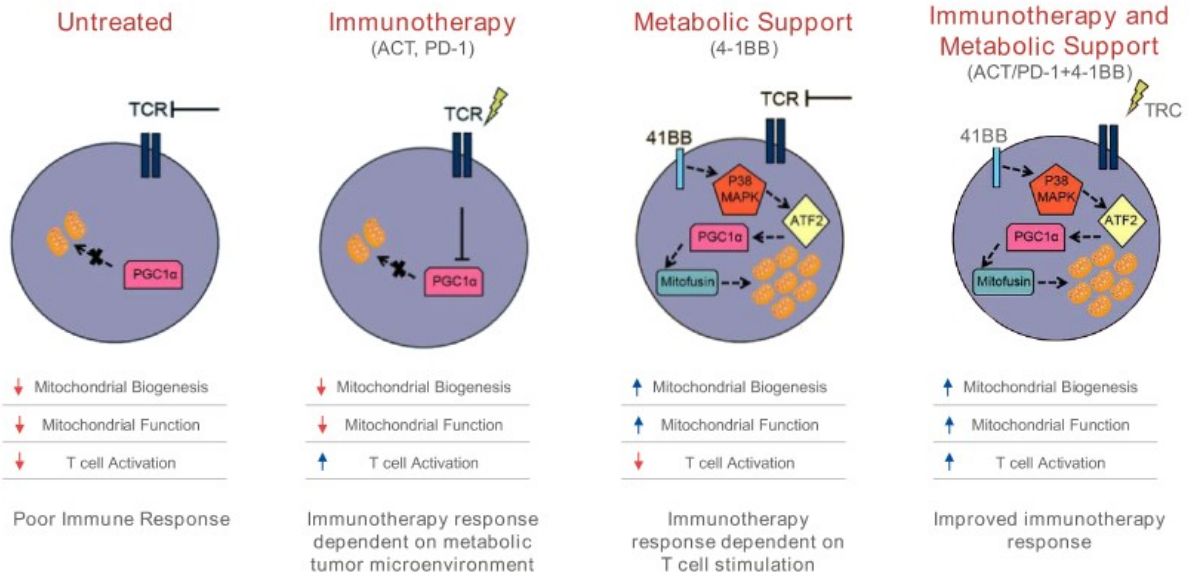 Untreated
TCR
PGC1α
Mitochondrial Biogenesis
Mitochondrial Function
T cell Activation
Poor Immune Response
Immunotherapy
(ACT, PD-1)
TCR
PGC1α
Mitochondrial Biogenesis
Mitochondrial Function
T cell Activation
Immunotherapy response
dependent on metabolic
tumor microenvironment
Metabolic Support
(4-1BB)
TCR
41BB
P38
MAPK
ATF2
PGC1α
Mitofusin
Mitochondrial Biogenesis
Mitochondrial Function
T cell Activation
Immunotherapy
response dependent on
T cell stimulation
Immunotherapy and
Metabolic Support
(ACT/PD-1+4-1BB)
TRC
41BB
P38
MAPK
ATF2
PGC1α
Mitofusin
Mitochondrial Biogenesis
Mitochondrial Function
T cell Activation
Improved immunotherapy
response